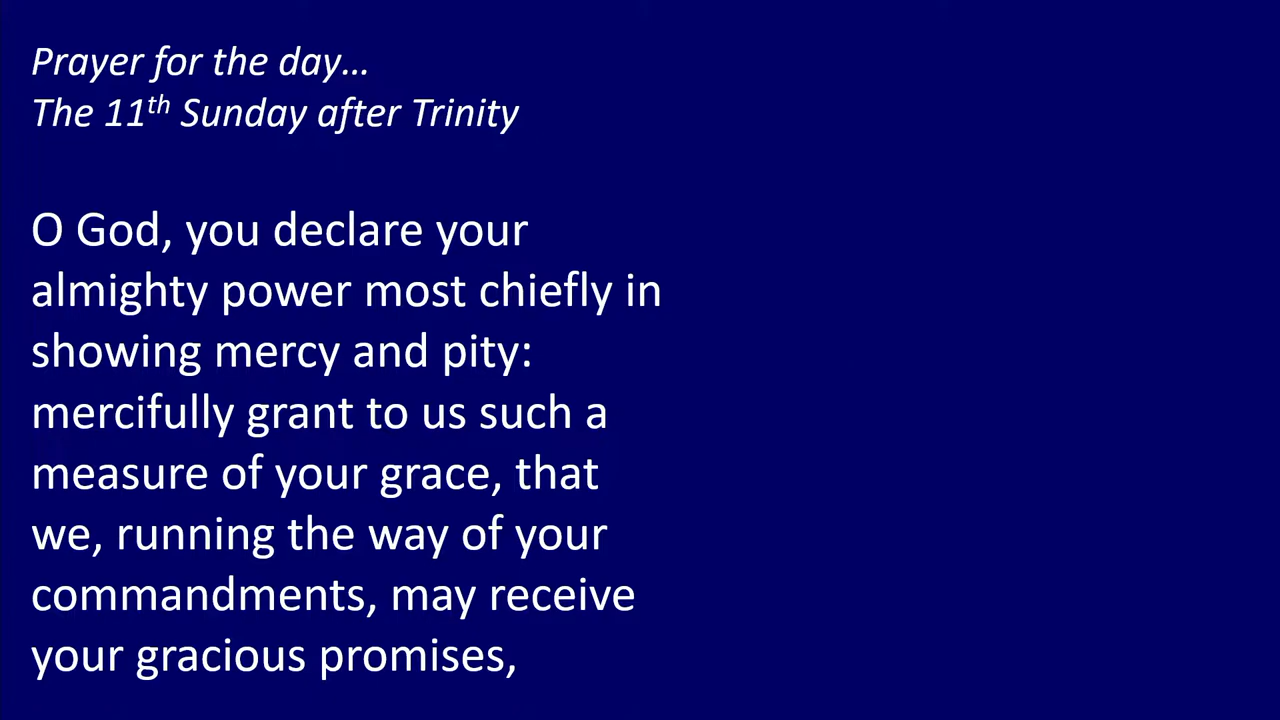 Prayer for the day…
The 11th Sunday after Trinity
O God, you declare your
almighty power most chiefly in
showing mercy and pity:
mercifully grant to us such a
measure of your grace, that
we, running the way of your
commandments, may receive
your gracious promises,